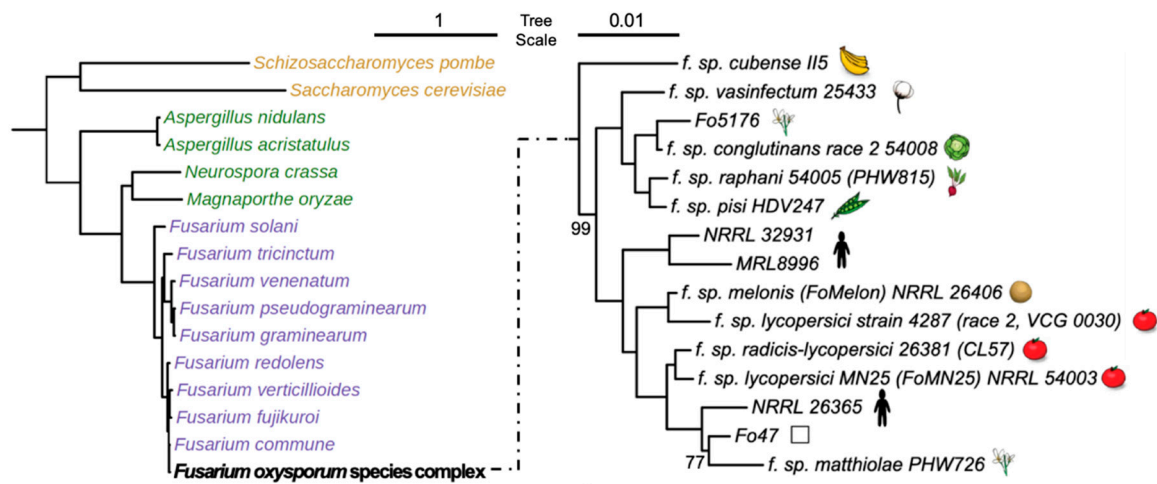 1 Tree 0.01
Scale
Schizosaccharomyces pombe
Saccharomyces cerevisiae
Aspergillus nidulans
Aspergillus acristatulus
Neurospora crassa
Magnaporthe oryzae
Fusarium solani
Fusarium tricinctum
Fusarium venenatum
Fusarium pseudograminearum
Fusarium graminearum
Fusarium redolens
Fusarium verticillioides
Fusarium fujikuroi
Fusarium commune
Fusarium oxysporum species complex
f. sp. cubense II5
f. sp. vasinfectum 25433
Fo5176
f. sp. conglutinans race 2 54008
f. sp. raphani 54005 (PHW815)
f. sp. pisi HDV247
99
NRRL 32931
MRL8996
f. sp. melonis (FoMelon) NRRL 26406
f. sp. lycopersici strain 4287 (race 2, VCG 0030)
f. sp. radicis-lycopersici 26381 (CL57)
f. sp. lycopersici MN25 (FoMN25) NRRL 54003
NRRL 26365
Fo47
77
f. sp. matthiolae PHW726